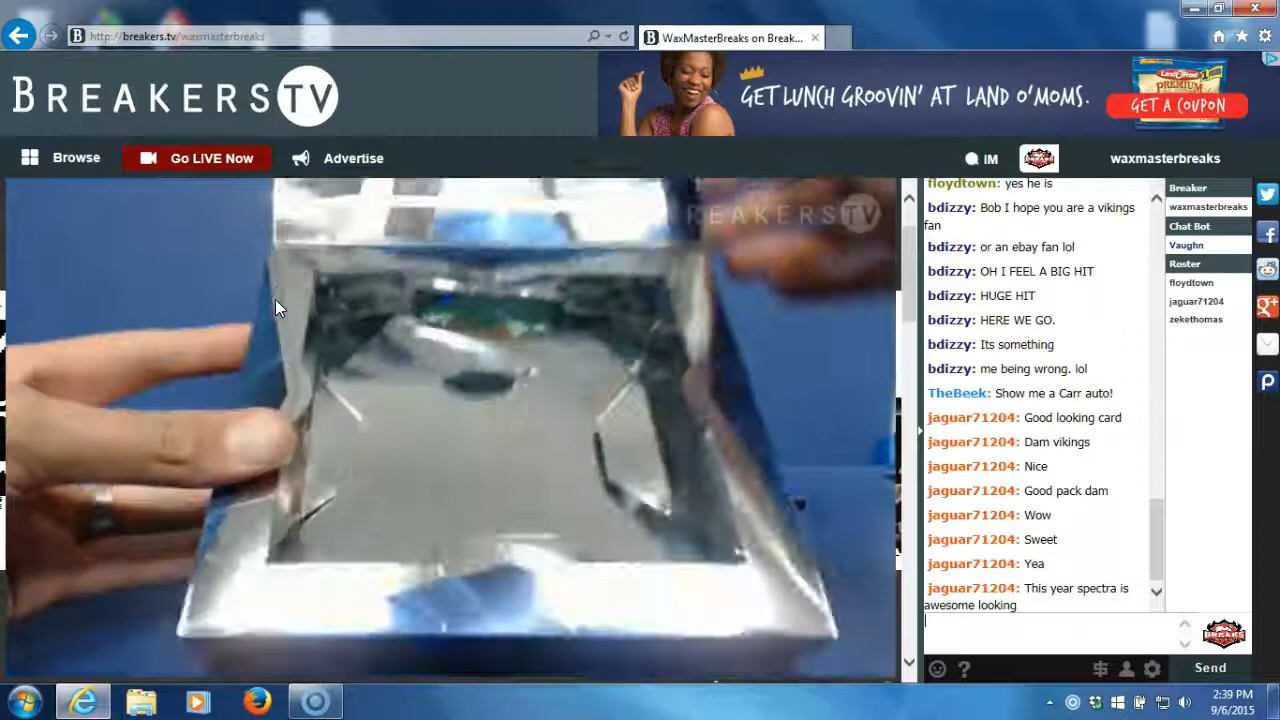 http://breakers.tv/waxmasterbreaks
WaxMasterBreaks on Break...
BREAKERS TV
GET LUNCH GROOVIN' AT LAND O'MOMS.
Land O'Frost
PREMIUM
GET A COUPON
Browse
Go LIVE Now
Advertise
IM
waxmasterbreaks
REAKERSTV
floydtown: yes he is
bdizzy: Bob I hope you are a vikings
fan
bdizzy: or an ebay fan lol
bdizzy: OH I FEEL A BIG HIT
bdizzy: HUGE HIT
bdizzy: HERE WE GO.
bdizzy: Its something
bdizzy: me being wrong. lol
TheBeek: Show me a Carr auto!
jaguar71204: Good looking card
jaguar71204: Dam vikings
jaguar71204: Nice
jaguar71204: Good pack dam
jaguar71204: Wow
jaguar71204: Sweet
jaguar71204: Yea
jaguar71204: This year spectra is
awesome looking
Breaker
waxmasterbreaks
Chat Bot
Vaughn
Roster
floydtown
jaguar71204
zekethomas
BREAKS
Send
2:39 PM
9/6/2015